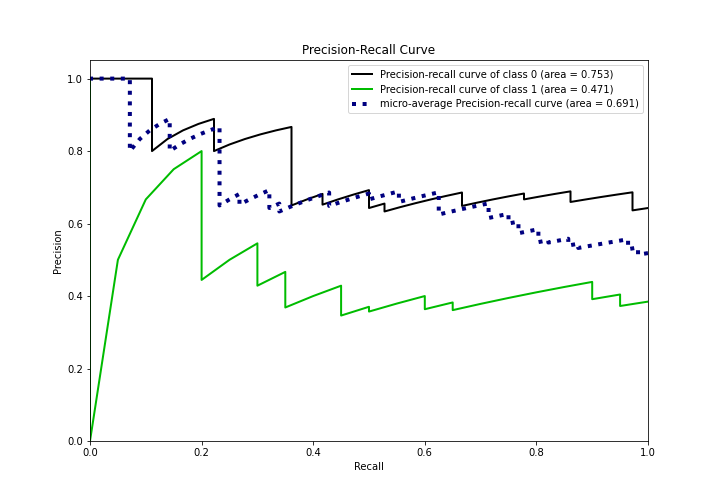 Precision-Recall Curve
Precision-recall curve of class 0 (area = 0.753)
Precision-recall curve of class 1 (area = 0.471)
micro-average Precision-recall curve (area = 0.691)
1.0
0.8
0.6
0.4
0.2
0.0
Precision
0.0 0.2 0.4 0.6 0.8 1.0
Recall